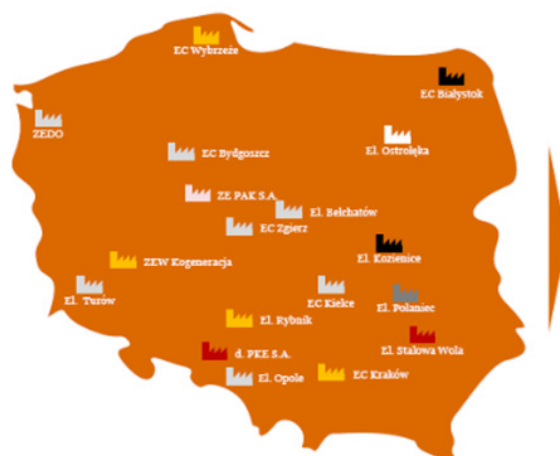 EC Wybrzeże
EC Białystok
ZEDO
El. Ostrołęka
EC Bydgoszcz
ZE PAK S.A.
El. Bełchatów
EC Zgierz
El. Kozienice
ZEW Kogeneracja
El. Turów
EC Kielce
El. Połaniec
El. Rybnik
El. Stalowa Wola
d. PKE S.A.
El. Opole
EC Kraków